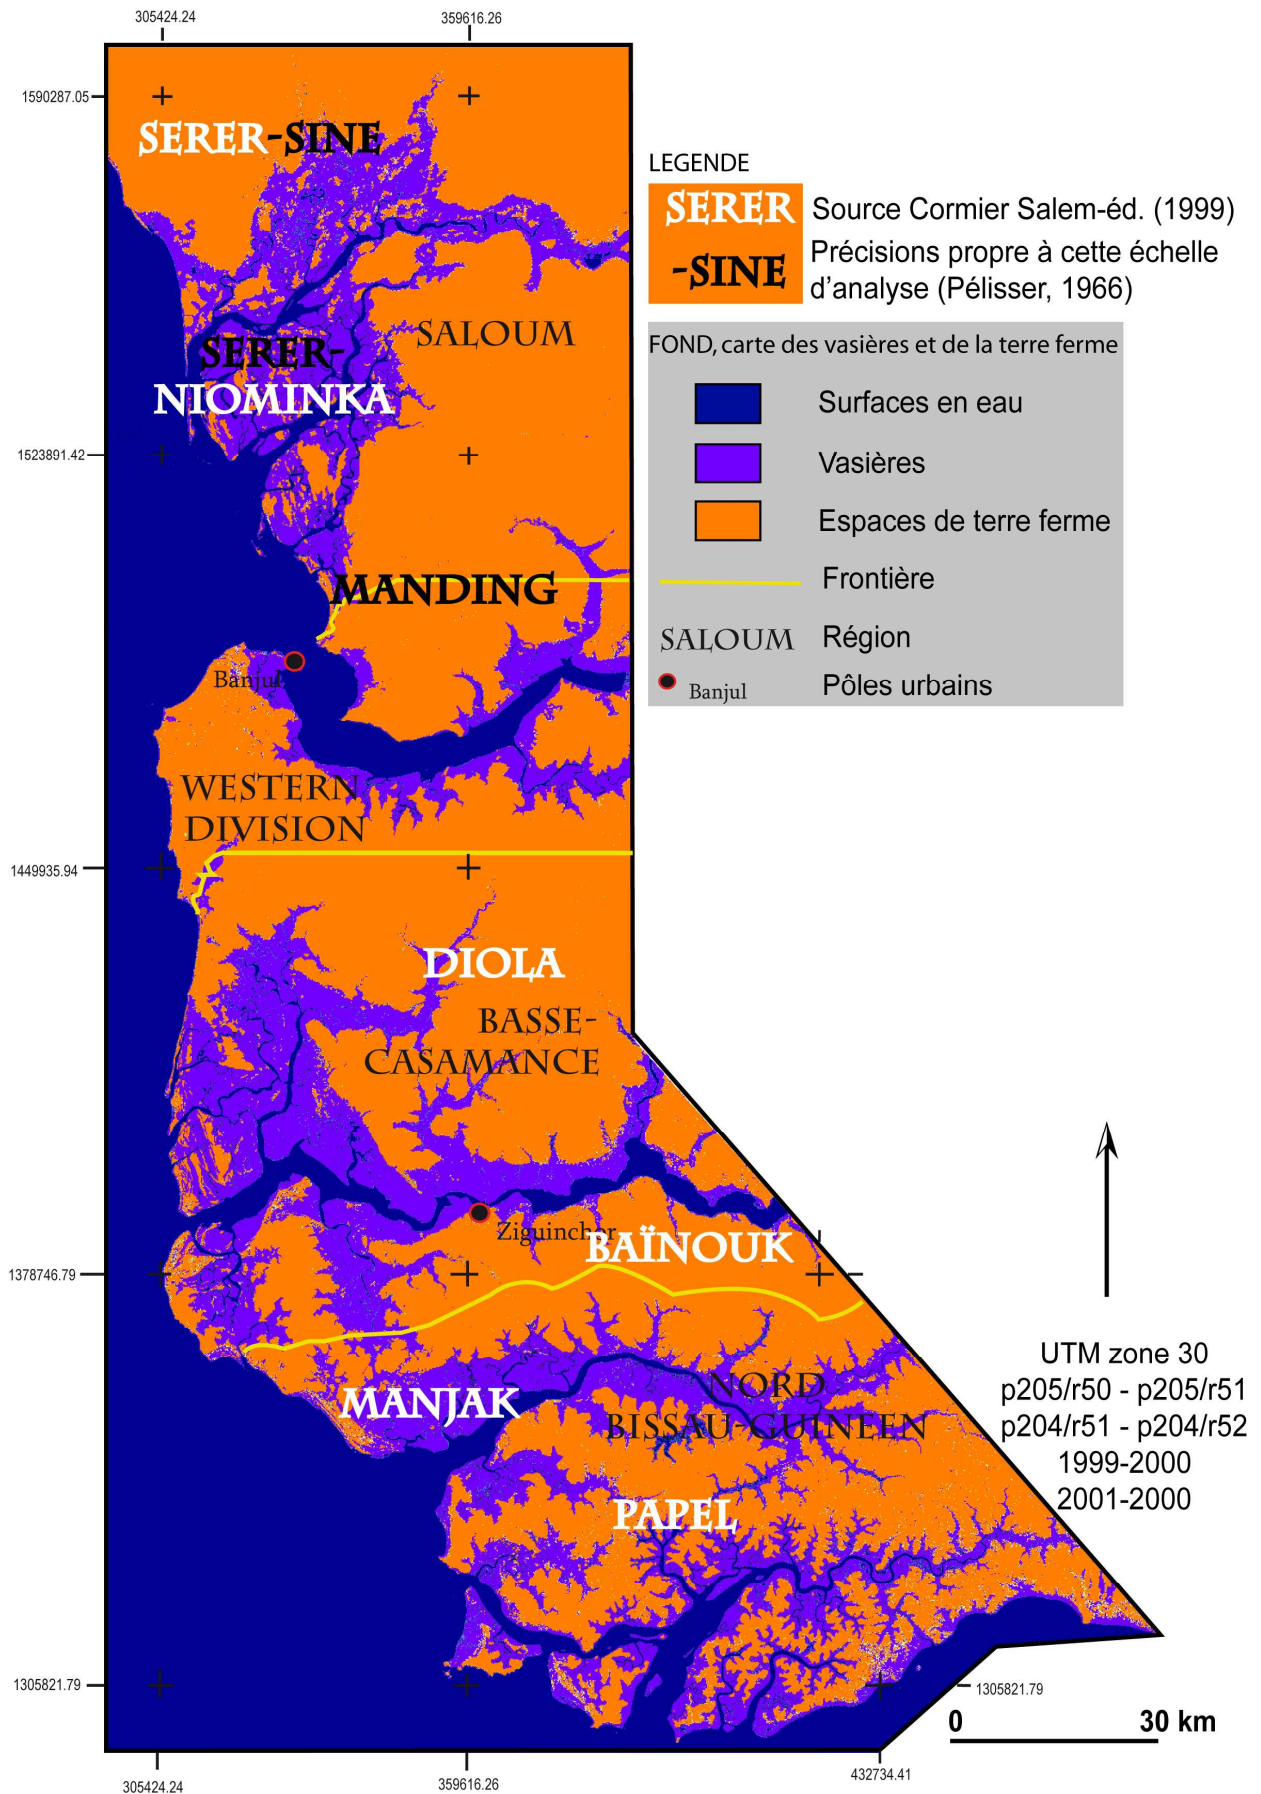 305424.24
359616.26
1590287.05
SERER-SINE
LEGENDE
SERER
Source Cormier Salem-éd. (1999)
-SINE
Précisions propre à cette échelle
d'analyse (Pélisser, 1966)
SALOUM
SERER-
NIOMINKA
FOND, carte des vasières et de la terre ferme
Surfaces en eau
1523891.42
Vasières
Espaces de terre ferme
MANDING
Frontière
SALOUM
Région
Banjul
Banjul
Pôles urbains
WESTERN
DIVISION
1449935.94
DIOLA
BASSE-
CASAMANCE
Ziguinchor
BAÏNOUK
1378746.79
UTM zone 30
p205/r50 - p205/r51
p204/r51 - p204/r52
1999-2000
2001-2000
MANJAK
NORD
BISSAU-GUINEEN
PAPEL
1305821.79
1305821.79
0
30 km
305424.24
359616.26
432734.41